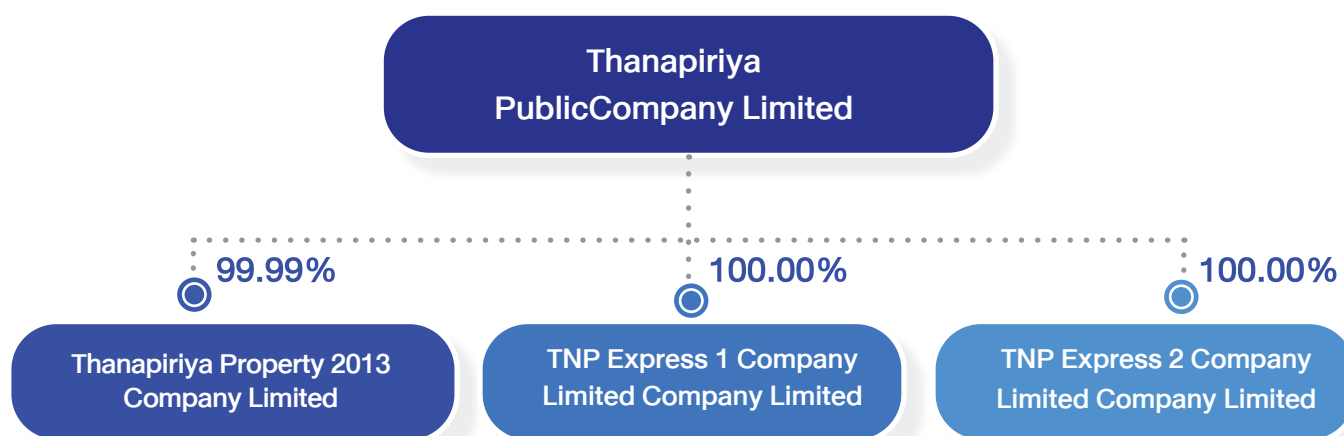 Thanapiriya
PublicCompany Limited
99.99%
100.00%
100.00%
Thanapiriya Property 2013
Company Limited
TNP Express 1 Company
Limited Company Limited
TNP Express 2 Company
Limited Company Limited